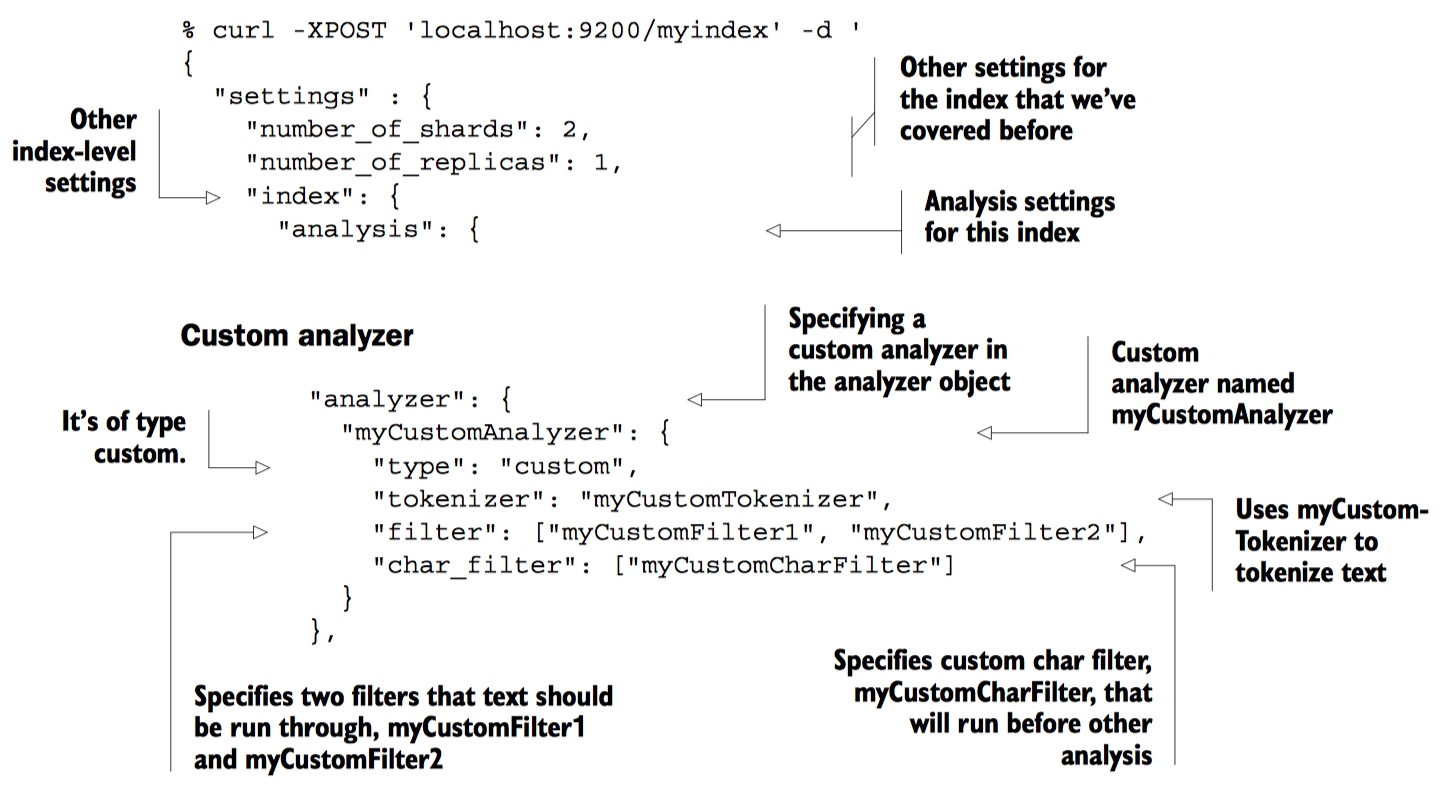 % curl -XPOST 'localhost:9200/myindex' -d '
{
"settings" : {
"number_of_shards": 2,
"number_of_replicas": 1,
"index": {
"analysis": {
Other
index-level
settings
Other settings for
the index that we've
covered before
Analysis settings
for this index
Custom analyzer
Specifying a
custom analyzer in
the analyzer object
Custom
analyzer named
myCustomAnalyzer
It's of type
custom.
"analyzer": {
"myCustomAnalyzer": {
"type": "custom",
"tokenizer": "myCustomTokenizer",
"filter": ["myCustomFilter1", "myCustomFilter2"],
"char_filter": ["myCustomCharFilter"]
}
},
Uses myCustom-
Tokenizer to
tokenize text
Specifies two filters that text should
be run through, myCustomFilter1
and myCustomFilter2
Specifies custom char filter,
myCustomCharFilter, that
will run before other
analysis